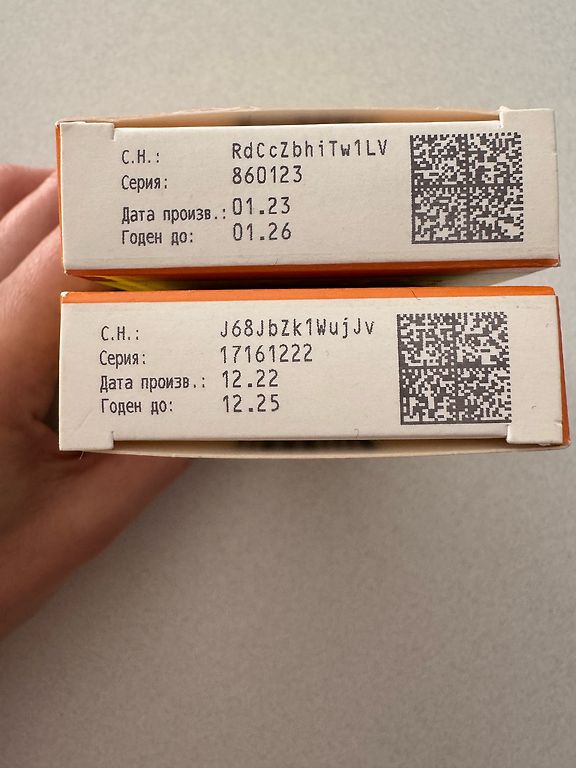 С.Н.: RdCcZbhiTw1LV
Серия: 860123
Дата произв.: 01.23
Годен до: 01.26
С.Н.: J68JbZk1WujJv
Серия: 17161222
Дата произв.: 12.22
Годен до: 12.25